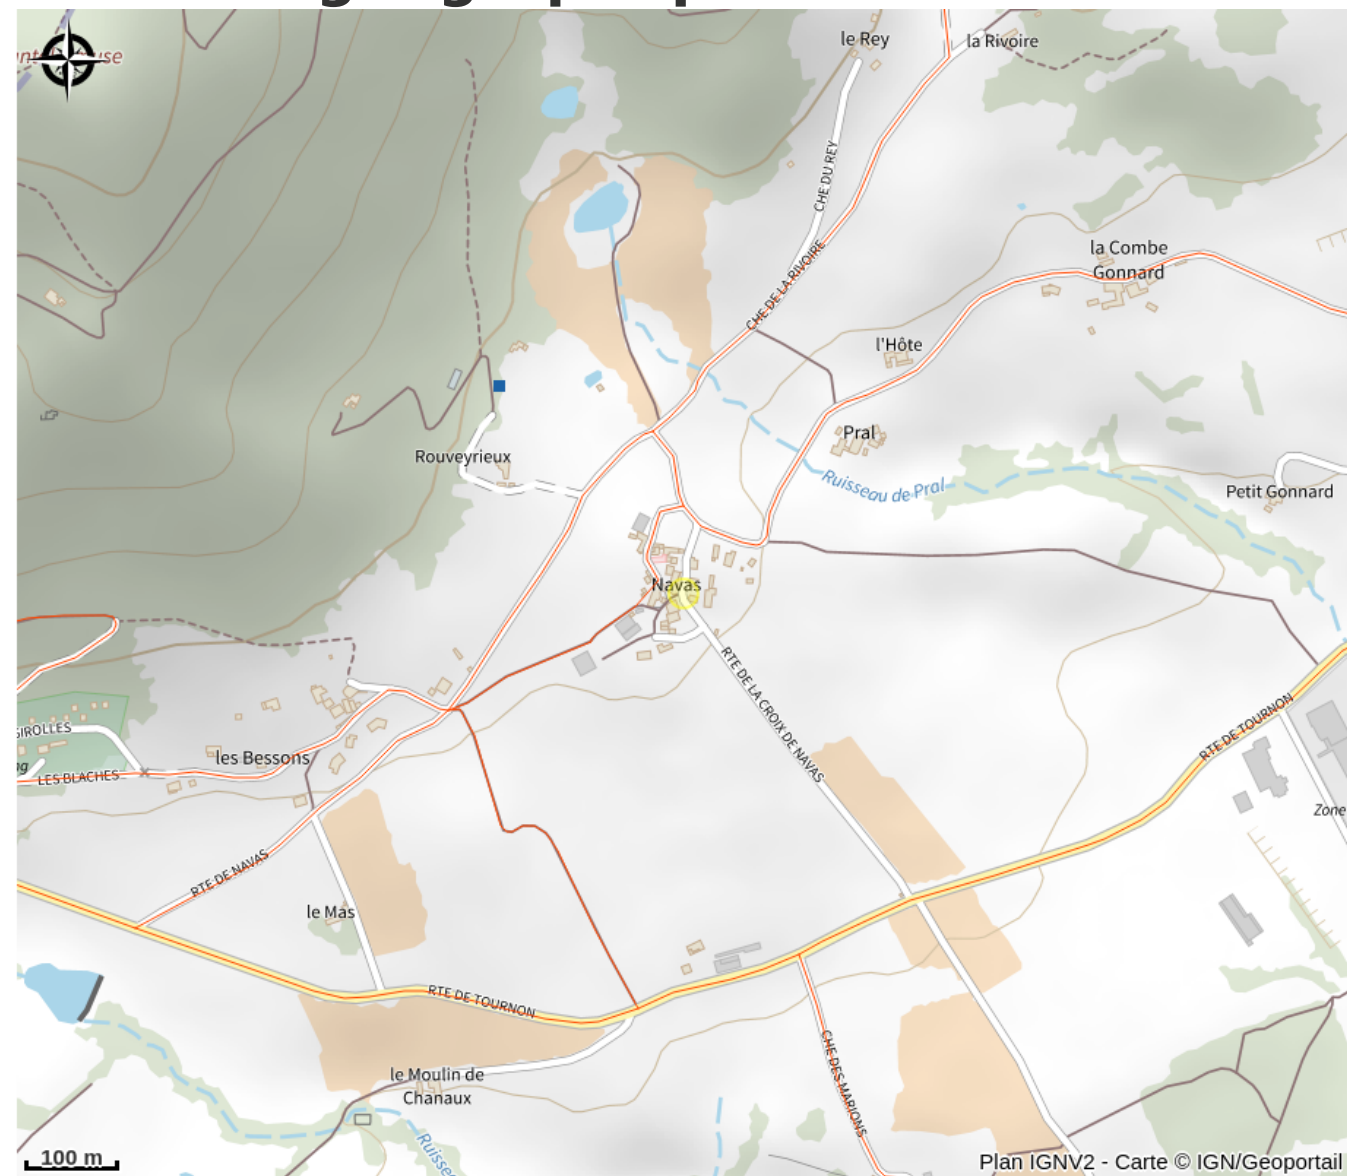 le Rey
la Rivoire
CHE DU REY
la Combe
Gonnard
CHE DE LA RIVOIRE
l'Hôte
Pral
Rouveyrieux
Ruisseau de Pral
Petit Gonnard
Navas
RTE DE LA CROIX DE NAVAS
RTE DE TOURNON
GIROLLES
les Bessons
LES BLACHES
Zone
RTE DE NAVAS
le Mas
RTE DE TOURNON
CHE DES MARIONS
le Moulin de
Chanaux
100 m
Plan IGNV2 - Carte © IGN/Geoportail